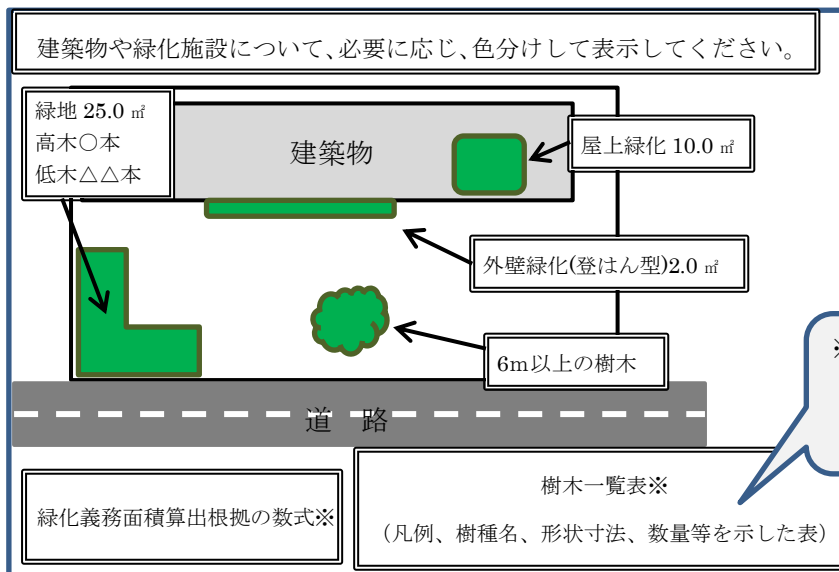 建築物や緑化施設について、必要に応じ、色分けして表示してください。
緑地 25.0 ㎡
高木〇本
低木△△本
建築物
屋上緑化 10.0 ㎡
外壁緑化(登はん型)2.0 ㎡
6m以上の樹木
※
道 路
緑化義務面積算出根拠の数式※
樹木一覧表※
(凡例、樹種名、形状寸法、数量等を示した表)